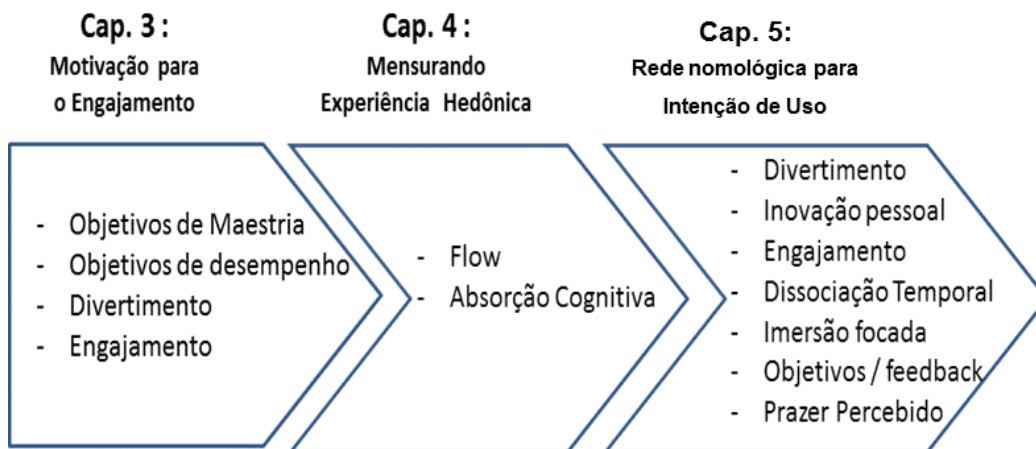 Cap. 3 :
Motivação para
o Engajamento
- Objetivos de Maestria
- Objetivos de desempenho
- Divertimento
- Engajamento
Cap. 4 :
Mensurando
Experiência Hedônica
- Flow
- Absorção Cognitiva
Cap. 5:
Rede nomológica para
Intenção de Uso
- Divertimento
- Inovação pessoal
- Engajamento
- Dissociação Temporal
- Imersão focada
- Objetivos / feedback
- Prazer Percebido